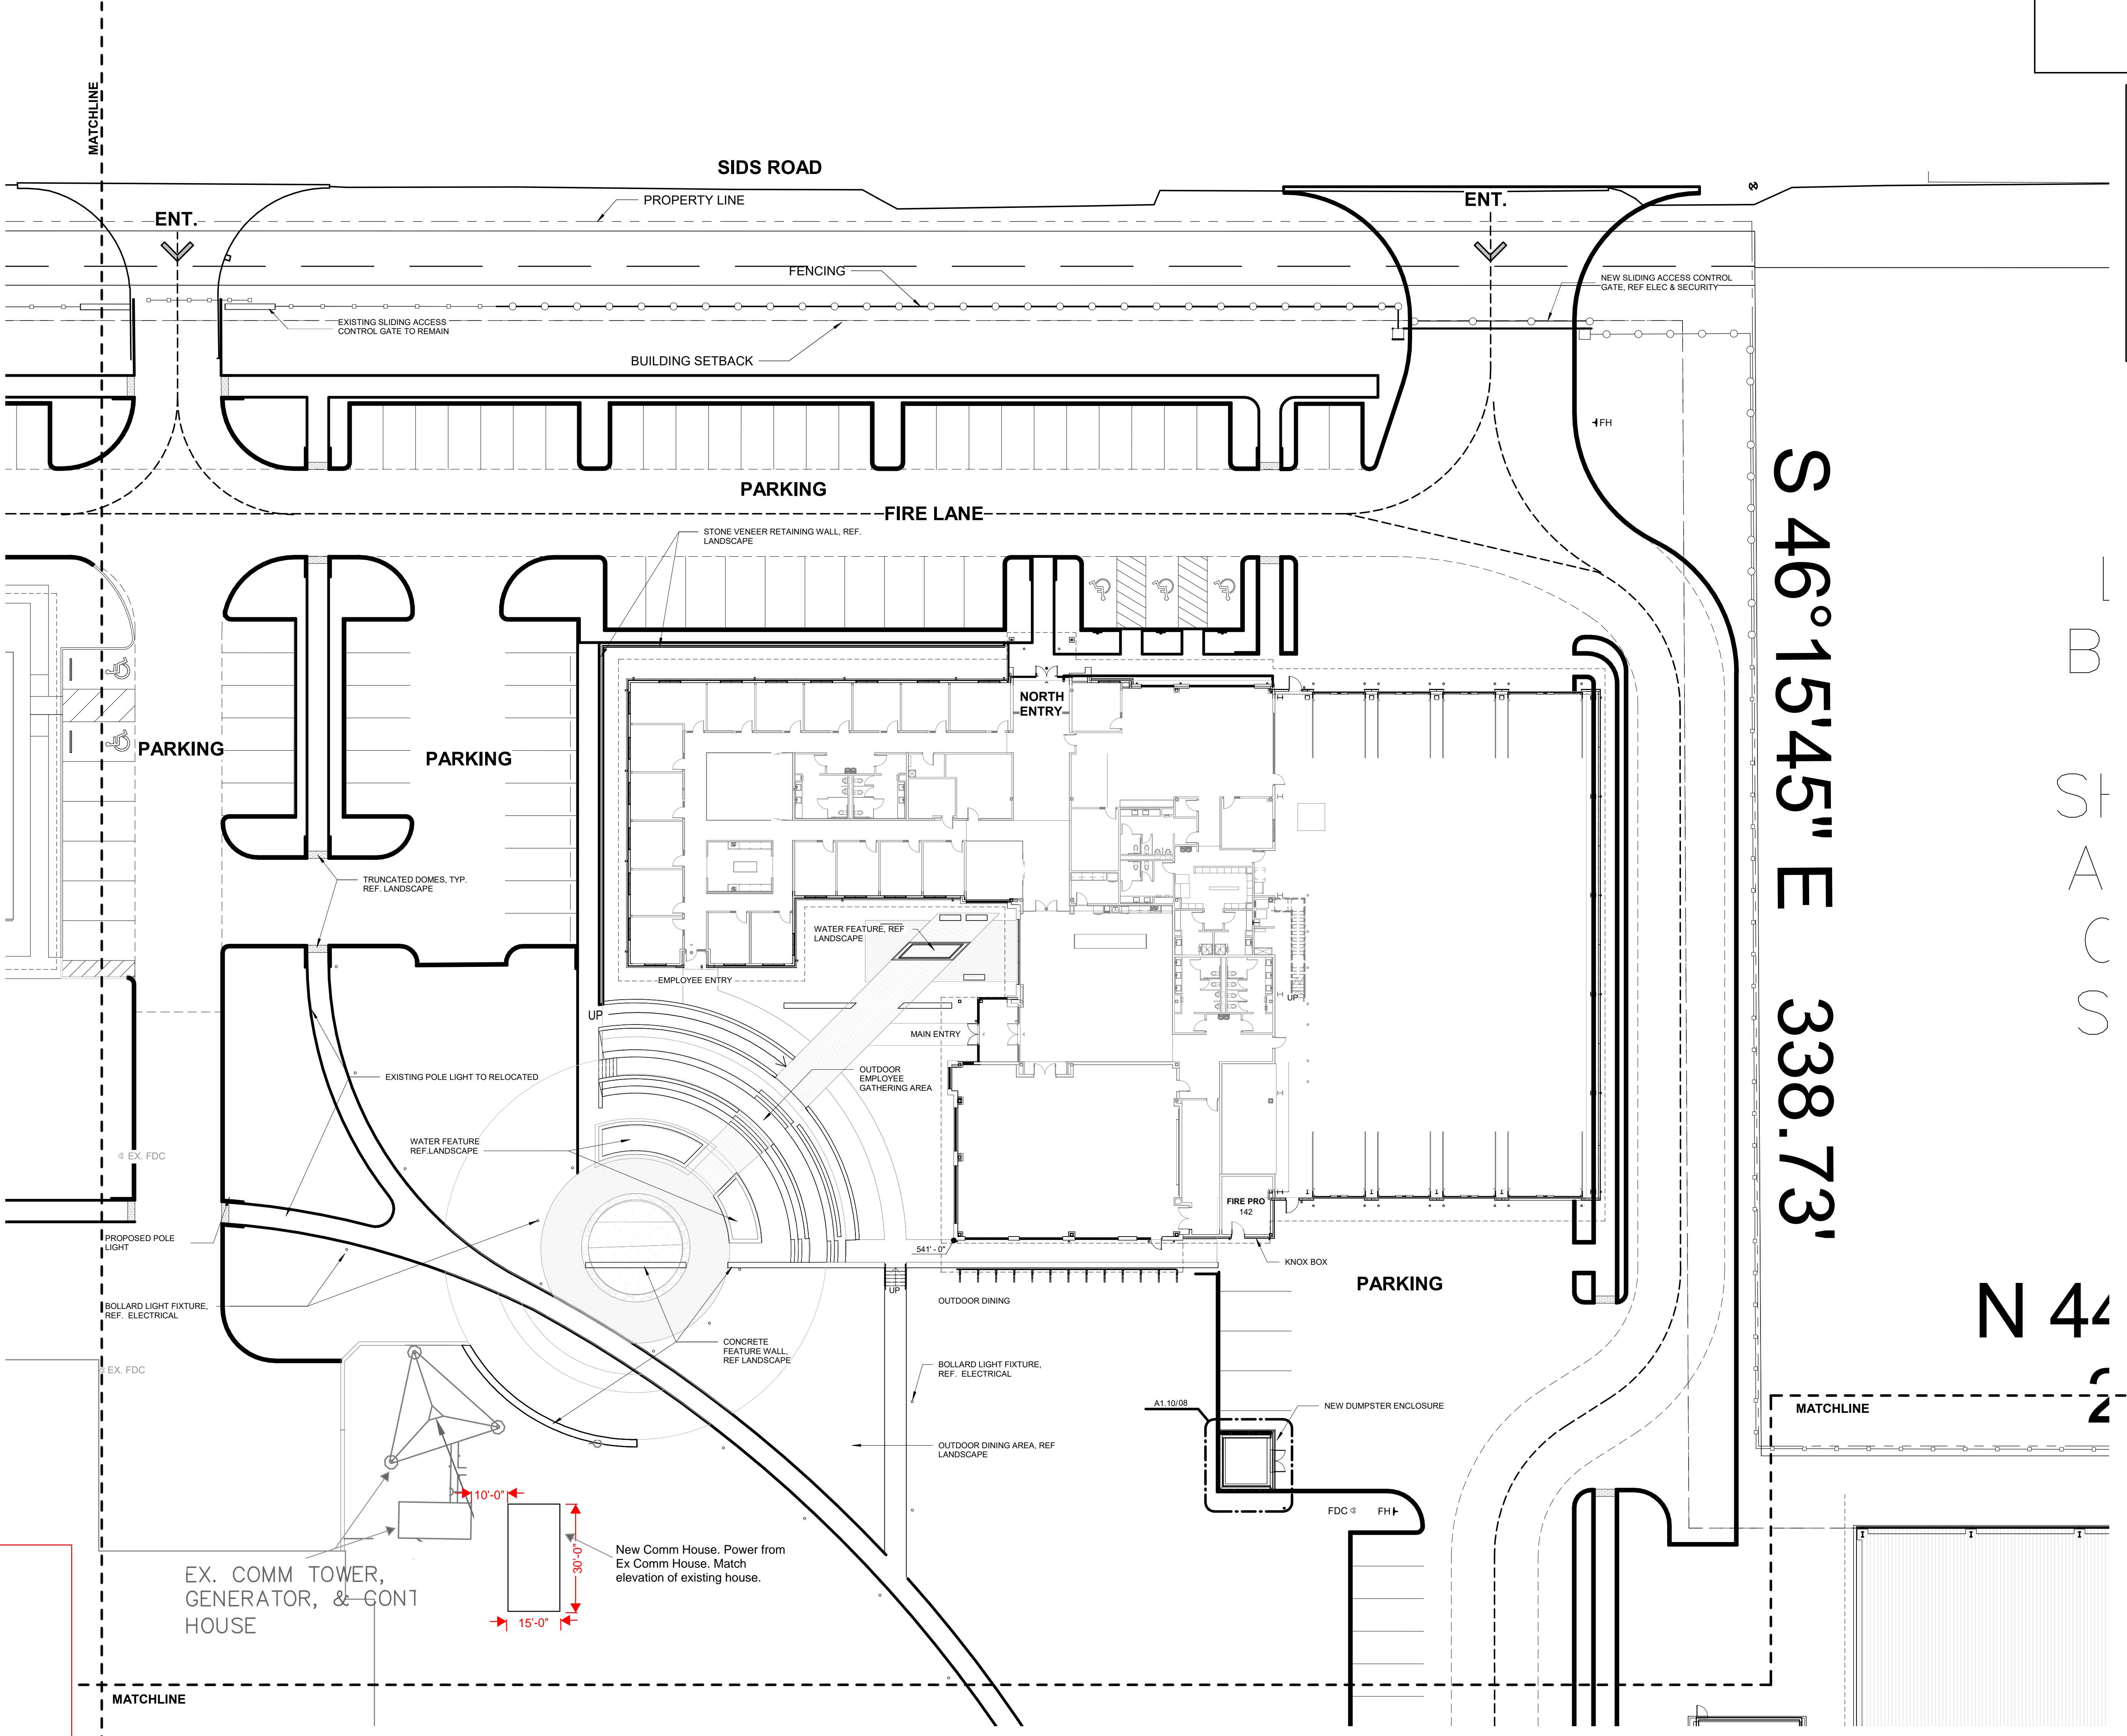 MATCHLINE
SIDS ROAD
PROPERTY LINE
ENT.
ENT.
FENCING
NEW SLIDING ACCESS CONTROL
GATE, REF ELEC & SECURITY
EXISTING SLIDING ACCESS
CONTROL GATE TO REMAIN
BUILDING SETBACK
FH
PARKING
FIRE LANE
STONE VENEER RETAINING WALL, REF.
LANDSCAPE
S 46°15'45" E 338.73'
L
B
SH
A
C
S
NORTH
ENTRY
PARKING
PARKING
TRUNCATED DOMES, TYP.
REF. LANDSCAPE
WATER FEATURE, REF
LANDSCAPE
EMPLOYEE ENTRY
UP
UP
MAIN ENTRY
OUTDOOR
EMPLOYEE
GATHERING AREA
EXISTING POLE LIGHT TO RELOCATED
WATER FEATURE
REF.LANDSCAPE
EX. FDC
FIRE PRO
142
PROPOSED POLE
LIGHT
541' - 0"
KNOX BOX
PARKING
UP
OUTDOOR DINING
BOLLARD LIGHT FIXTURE,
REF. ELECTRICAL
CONCRETE
FEATURE WALL,
REF LANDSCAPE
N 44
2
EX. FDC
BOLLARD LIGHT FIXTURE,
REF. ELECTRICAL
A1.10/08
NEW DUMPSTER ENCLOSURE
MATCHLINE
OUTDOOR DINING AREA, REF
LANDSCAPE
10'-0"
FDC
FH
30'-0"
New Comm House. Power from
Ex Comm House. Match
elevation of existing house.
EX. COMM TOWER,
GENERATOR, & CONT
HOUSE
15'-0"
MATCHLINE